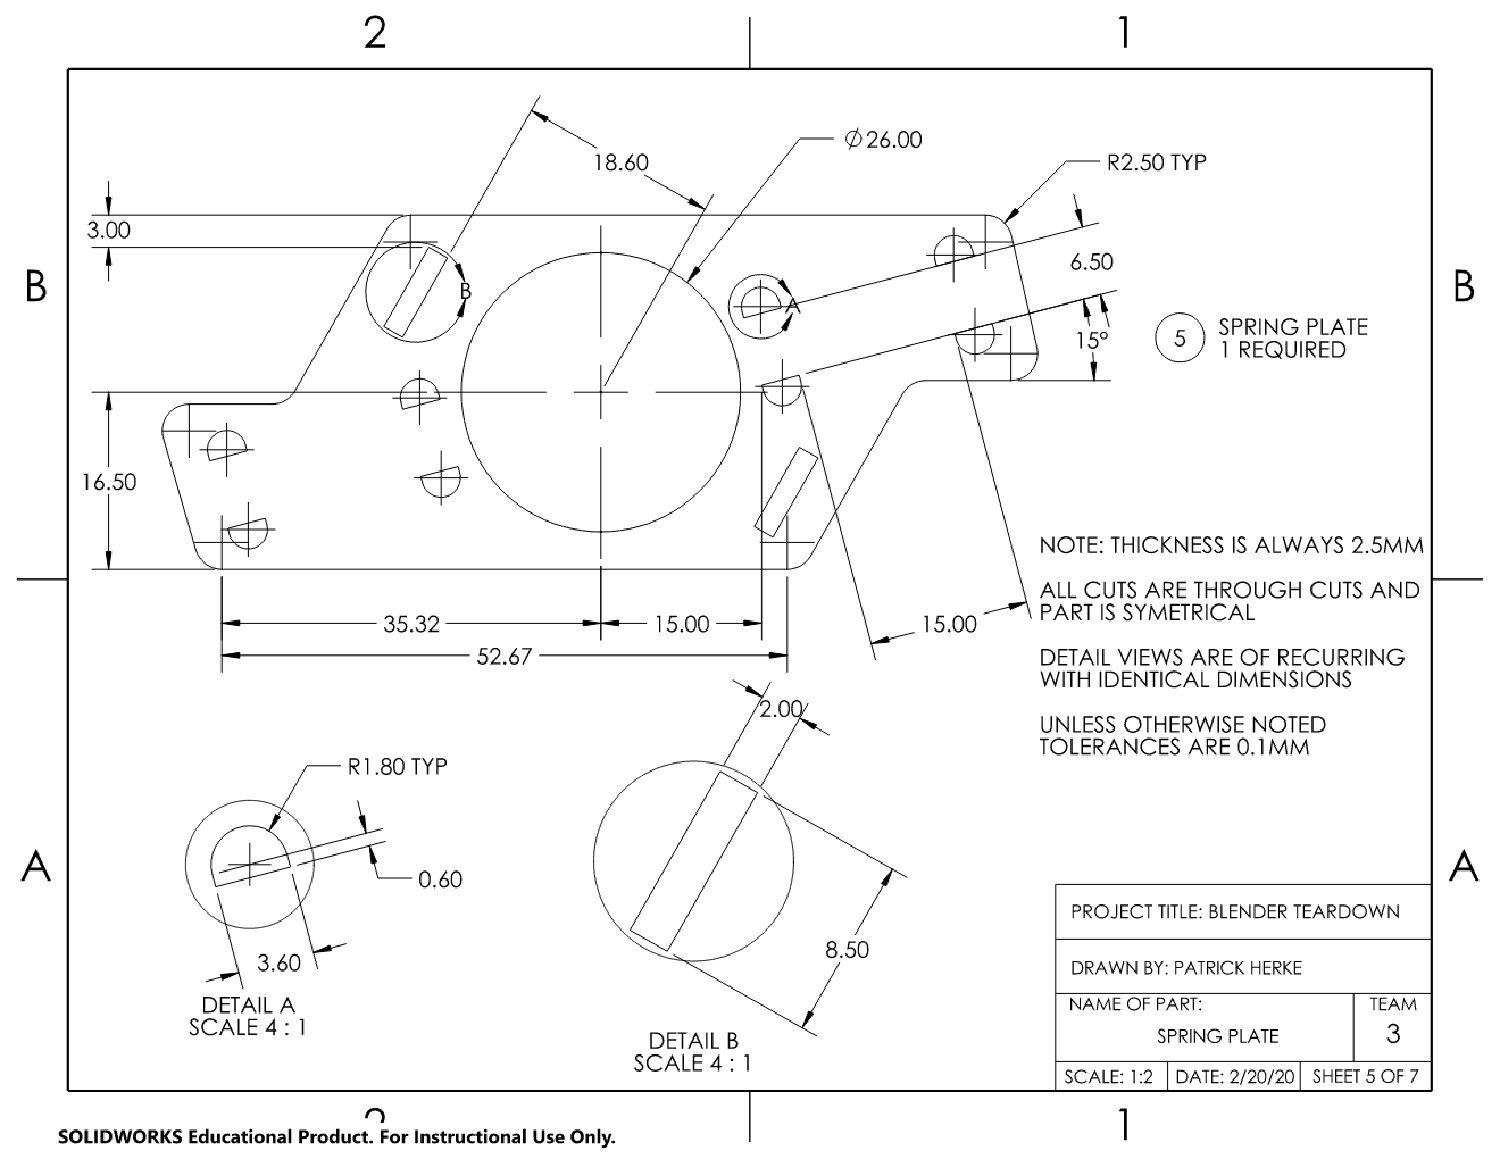 2 1
⌀26.00
18.60
R2.50 TYP
3.00
6.50
B B
B
A
15°
5
SPRING PLATE
1 REQUIRED
16.50
35.32
15.00
15.00
52.67
NOTE: THICKNESS IS ALWAYS 2.5MM
ALL CUTS ARE THROUGH CUTS AND
PART IS SYMETRICAL
DETAIL VIEWS ARE OF RECURRING
WITH IDENTICAL DIMENSIONS
UNLESS OTHERWISE NOTED
TOLERANCES ARE 0.1MM
2.00
R1.80 TYP
0.60
3.60
DETAIL A
SCALE 4 : 1
8.50
DETAIL B
SCALE 4 : 1
A A
PROJECT TITLE: BLENDER TEARDOWN
DRAWN BY: PATRICK HERKE
NAME OF PART:
SPRING PLATE
TEAM
3
SCALE: 1:2 DATE: 2/20/20 SHEET 5 OF 7
2 1
SOLIDWORKS Educational Product. For Instructional Use Only.